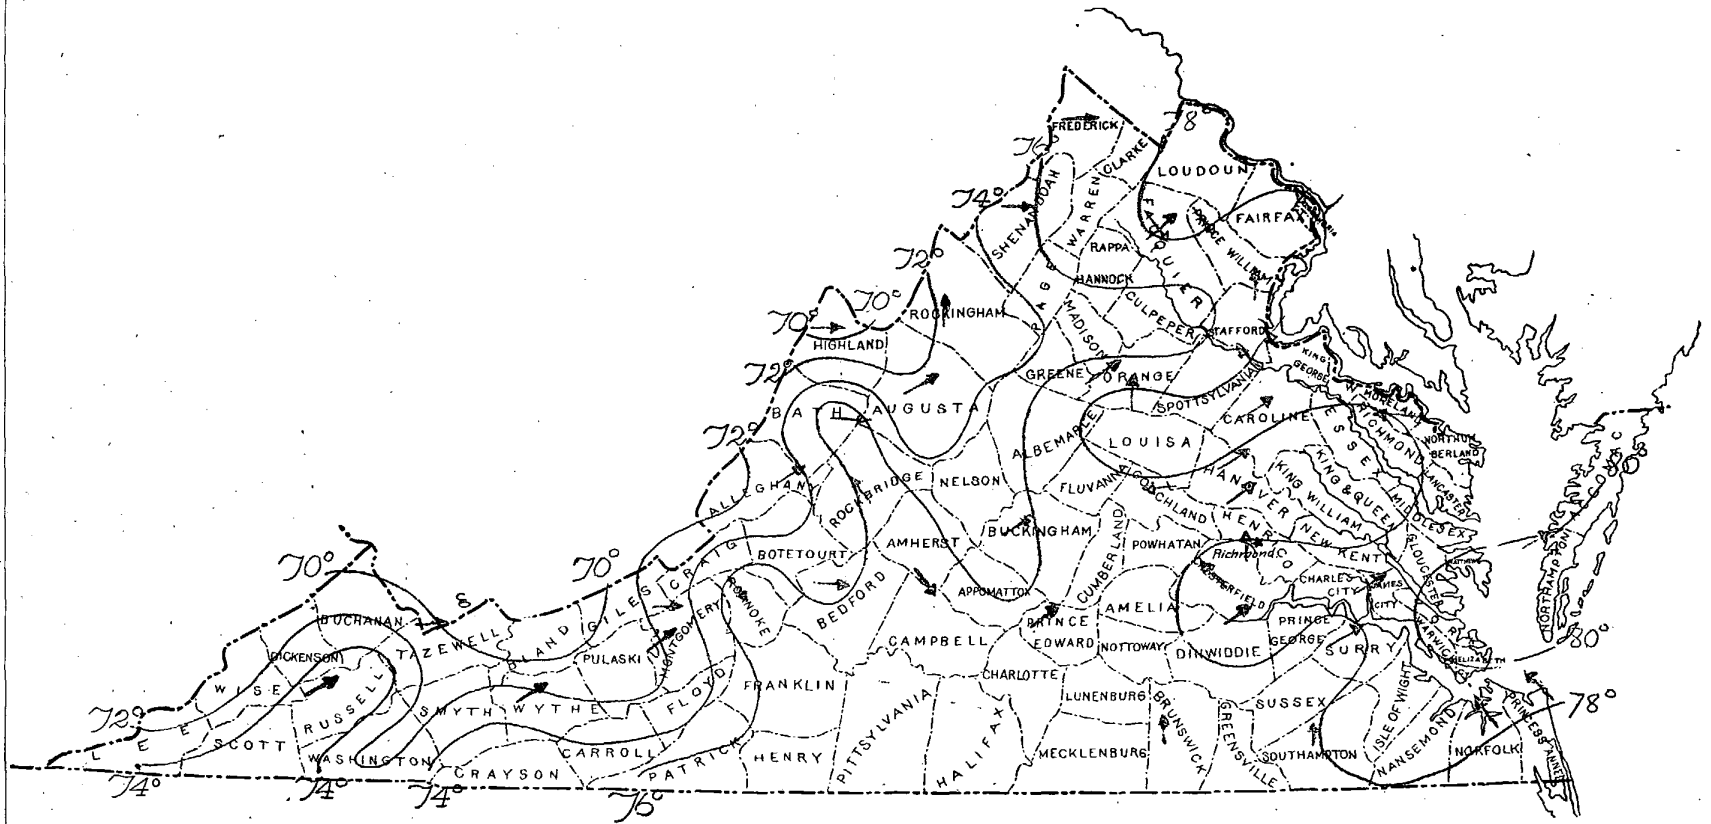 78°
FREDERICK
76°
CLARKE
LOUDOUN
74°
SHENANDOAH
WARREN
FAUQUIER
PRINCE WILLIAM
FAIRFAX
RAPPA-
HANNOCK
72°
PAGE
70°
70°
ROCKINGHAM
MADISON
CULPEPER
STAFFORD
HIGHLAND
KING
GEORGE
72°
GREENE
ORANGE
SPOTTSYLVANIA
WESTMORELAND
BATH
AUGUSTA
CAROLINE
ESSEX
RICHMOND
72°
ALBEMARLE
LOUISA
NORTHUM
BERLAND
ALLEGHANY
ROCKBRIDGE
NELSON
FLUVANNA
GOOCHLAND
HANOVER
KING WILLIAM
KING & QUEEN
LANCASTER
MIDDLESEX
ACCOMAC
80°
BUCKINGHAM
CUMBERLAND
POWHATAN
HENRICO
Richmond
NEW KENT
GLOUCESTER
MATHEWS
NORTHAMPTON
70°
70°
CRAIG
BOTETOURT
AMHERST
CHESTERFIELD
CHARLES
CITY
JAMES
CITY
YORK
WARWICK
BUCHANAN
8
TAZEWELL
BLAND
GILES
MONTGOMERY
ROANOKE
BEDFORD
APPOMATTOX
AMELIA
PRINCE
GEORGE
80°
DICKENSON
PULASKI
CAMPBELL
PRINCE
EDWARD
NOTTOWAY
DINWIDDIE
SURRY
ELIZABETH
WISE
RUSSELL
FLOYD
FRANKLIN
CHARLOTTE
LUNENBURG
SUSSEX
ISLE OF WIGHT
78°
72°
LEE
SCOTT
SMYTH
WYTHE
PITTSYLVANIA
HALIFAX
BRUNSWICK
GREENSVILLE
NANSEMOND
PRINCESS ANNE
WASHINGTON
CARROLL
GRAYSON
PATRICK
HENRY
MECKLENBURG
SOUTHAMPTON
NORFOLK
74°
74°
74°
76°